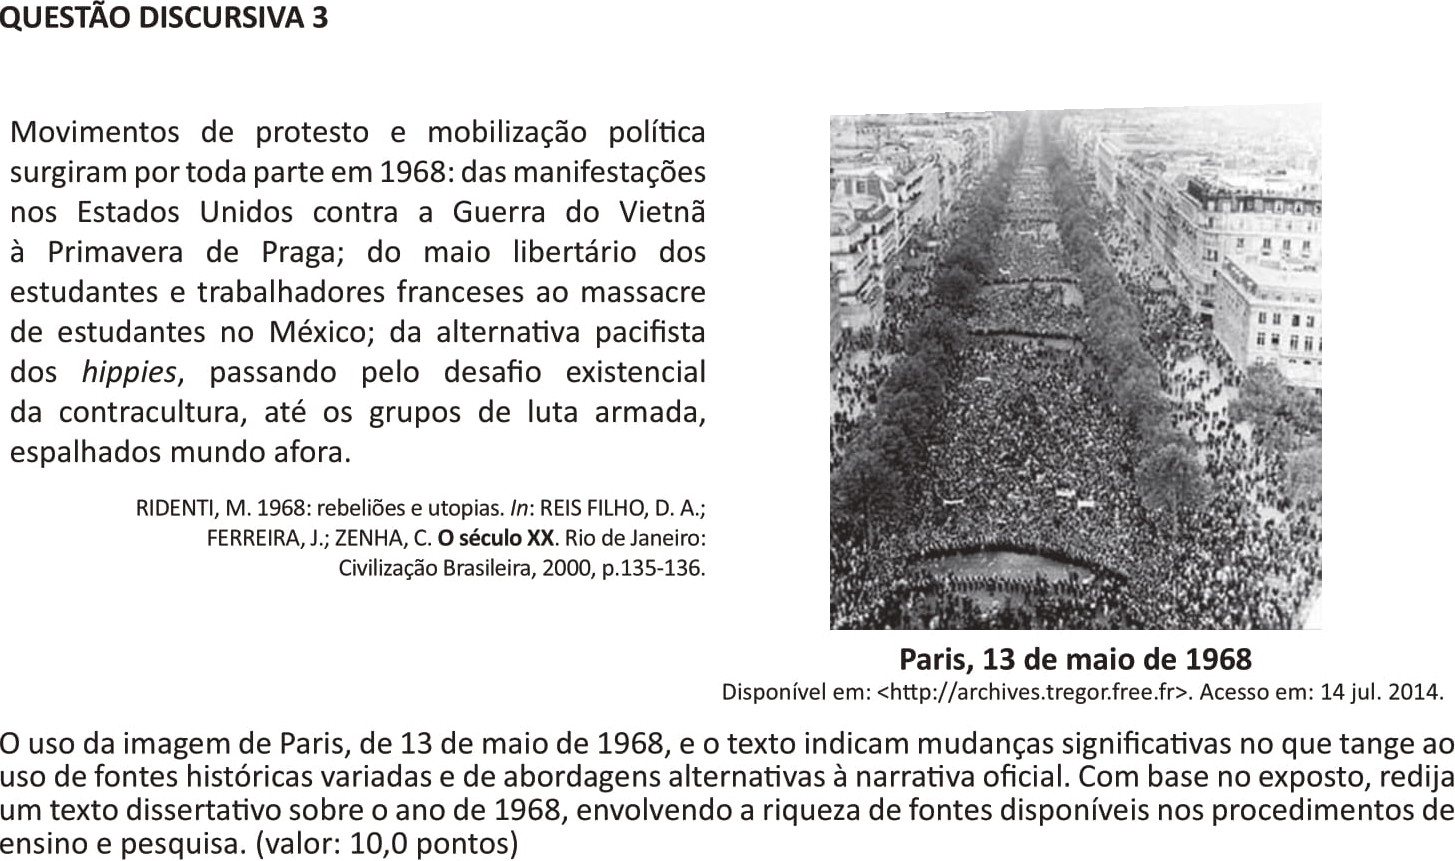 QUESTÃO DISCURSIVA 3
Movimentos de protesto e mobilização política
surgiram por toda parte em 1968: das manifestações
nos Estados Unidos contra a Guerra do Vietnã
à Primavera de Praga; do maio libertário dos
estudantes e trabalhadores franceses ao massacre
de estudantes no México; da alternativa pacifista
dos hippies, passando pelo desafio existencial
da contracultura, até os grupos de luta armada,
espalhados mundo afora.
RIDENTI, M. 1968: rebeliões e utopias. In: REIS FILHO, D. A.;
FERREIRA, J.; ZENHA, C. O século XX. Rio de Janeiro:
Civilização Brasileira, 2000, p.135-136.
Paris, 13 de maio de 1968
Disponível em: <http://archives.tregor.free.fr>. Acesso em: 14 jul. 2014.
O uso da imagem de Paris, de 13 de maio de 1968, e o texto indicam mudanças significativas no que tange ao
uso de fontes históricas variadas e de abordagens alternativas à narrativa oficial. Com base no exposto, redija
um texto dissertativo sobre o ano de 1968, envolvendo a riqueza de fontes disponíveis nos procedimentos de
ensino e pesquisa. (valor: 10,0 pontos)